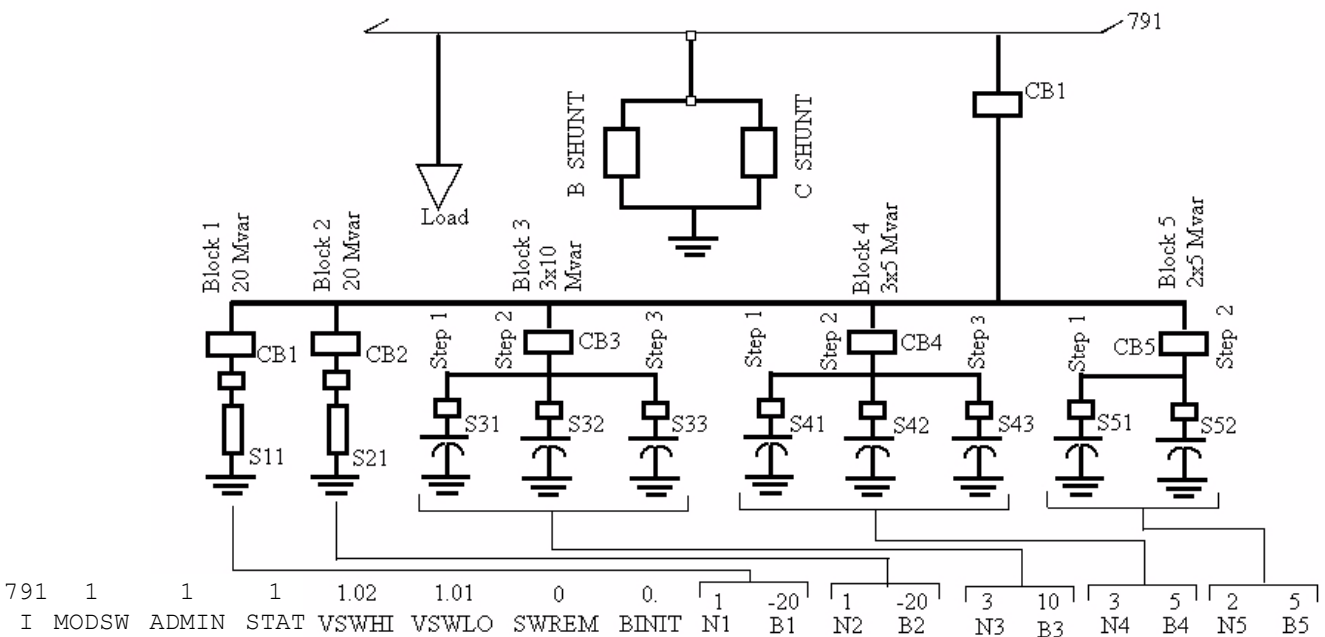 791
CB1
B SHUNT
C SHUNT
Load
Block 1
20 Mvar
Block 2
20 Mvar
Block 3
3x10
Mvar
Block 4
3x5 Mvar
Block 5
2x5 Mvar
CB1
CB2
Step 1
Step 2
CB3
Step 3
Step 1
Step 2
CB4
Step 3
Step 1
CB5
Step 2
S11
S21
S31
S32
S33
S41
S42
S43
S51
S52
791 1 1 1 1.02 1.01 0 0. 1 -20 1 -20 3 10 3 5 2 5
I MODSW ADMIN STAT VSWHI VSWLO SWREM BINIT N1 B1 N2 B2 N3 B3 N4 B4 N5 B5